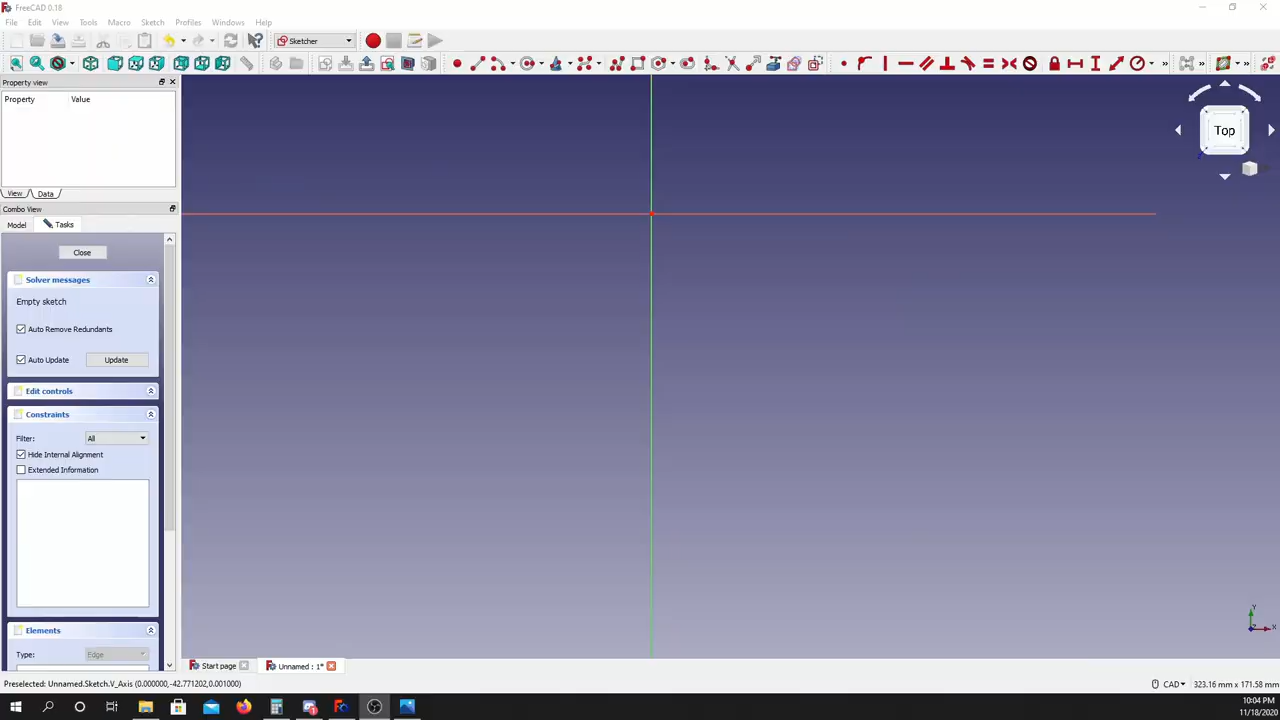 FreeCAD 0.18
File Edit View Tools Macro Sketch Profiles Windows Help
Sketcher
Property view
Property Value
View Data
Combo View
Model Tasks
Close
Solver messages
Empty sketch
Auto Remove Redundants
Auto Update Update
Edit controls
Constraints
Filter: All
Hide Internal Alignment
Extended Information
Elements
Type: Edge
Top
Z
Y
X
Start page Unnamed : 1*
Preselected: Unnamed.Sketch.V_Axis (0.000000,-42.771202,0.001000) CAD 323.16 mm x 171.58 mm
10:04 PM
11/18/2020